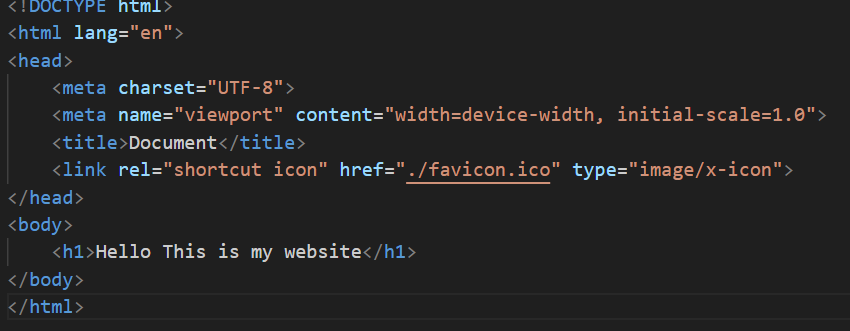 <!DOCTYPE html>
<html lang="en">
<head>
    <meta charset="UTF-8">
    <meta name="viewport" content="width=device-width, initial-scale=1.0">
    <title>Document</title>
    <link rel="shortcut icon" href="./favicon.ico" type="image/x-icon">
</head>
<body>
    <h1>Hello This is my website</h1>
</body>
</html>